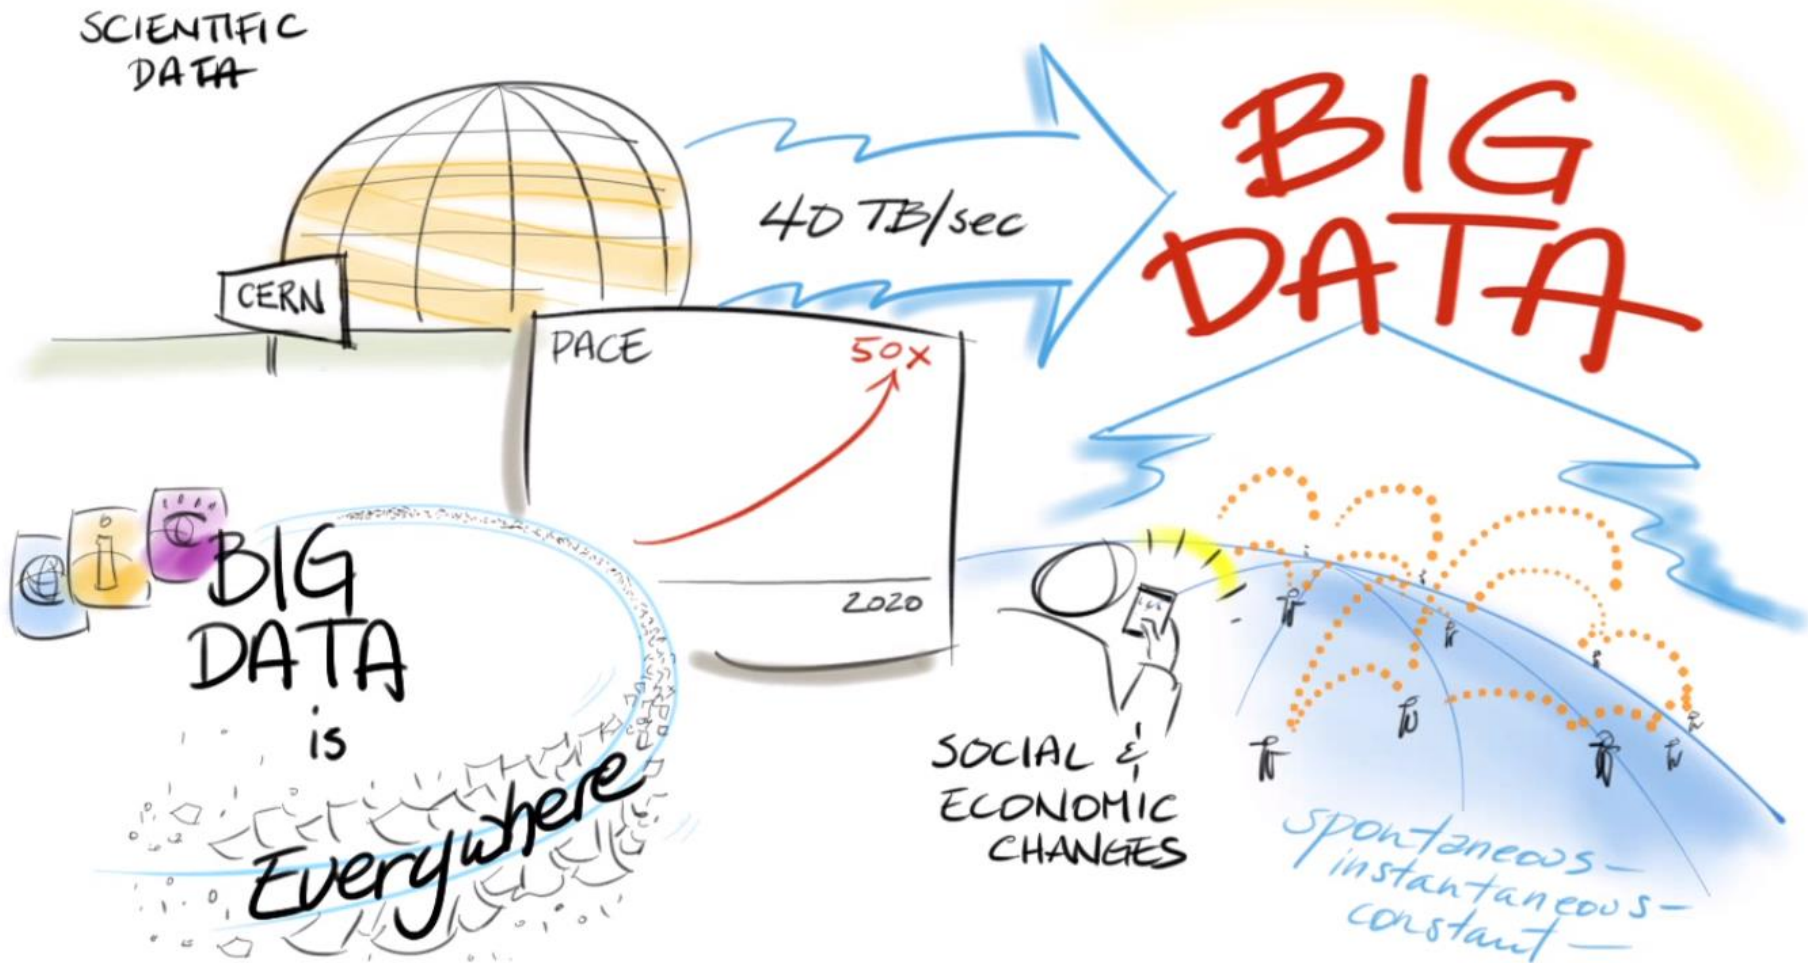 SCIENTIFIC
DATA
CERN
40 TB/sec
BIG
DATA
PACE
50x
2020
BIG
DATA
is
Everywhere
SOCIAL &
ECONOMIC
CHANGES
spontaneous –
instantaneous –
constant –